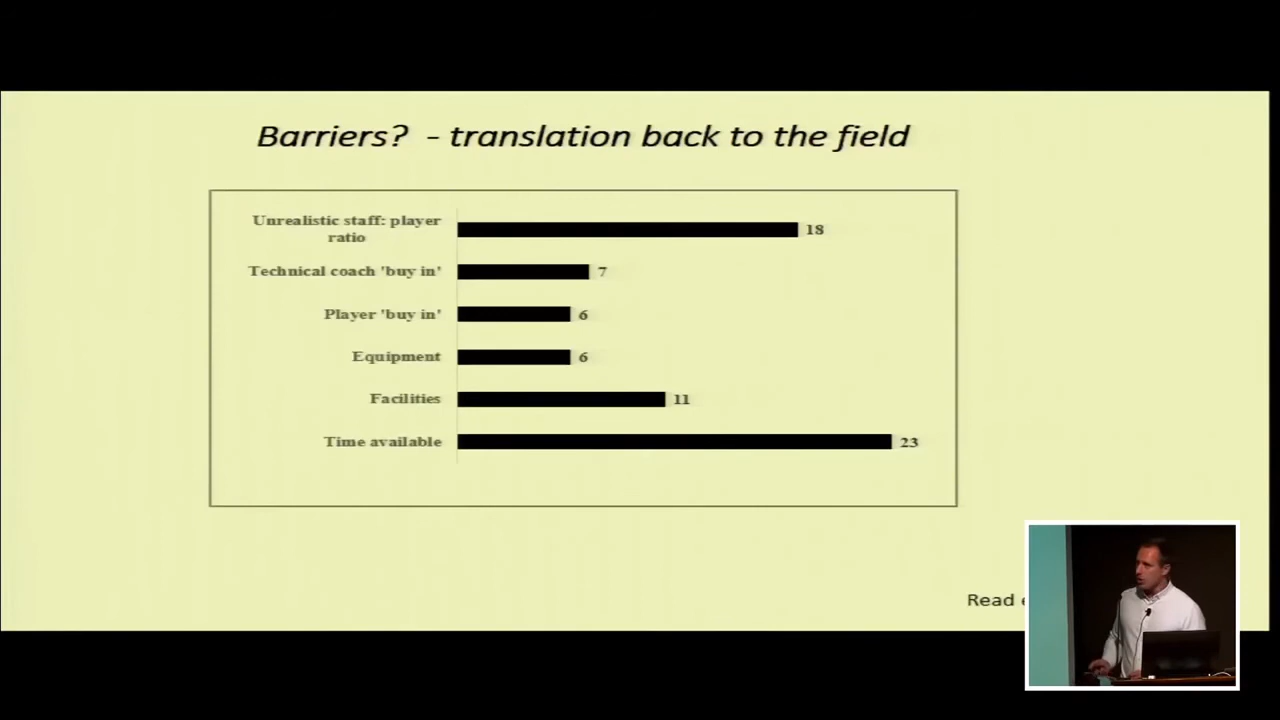 Barriers? - translation back to the field
Unrealistic staff: player
ratio
18
Technical coach 'buy in'
7
Player 'buy in'
6
Equipment
6
Facilities
11
Time available
23
Read